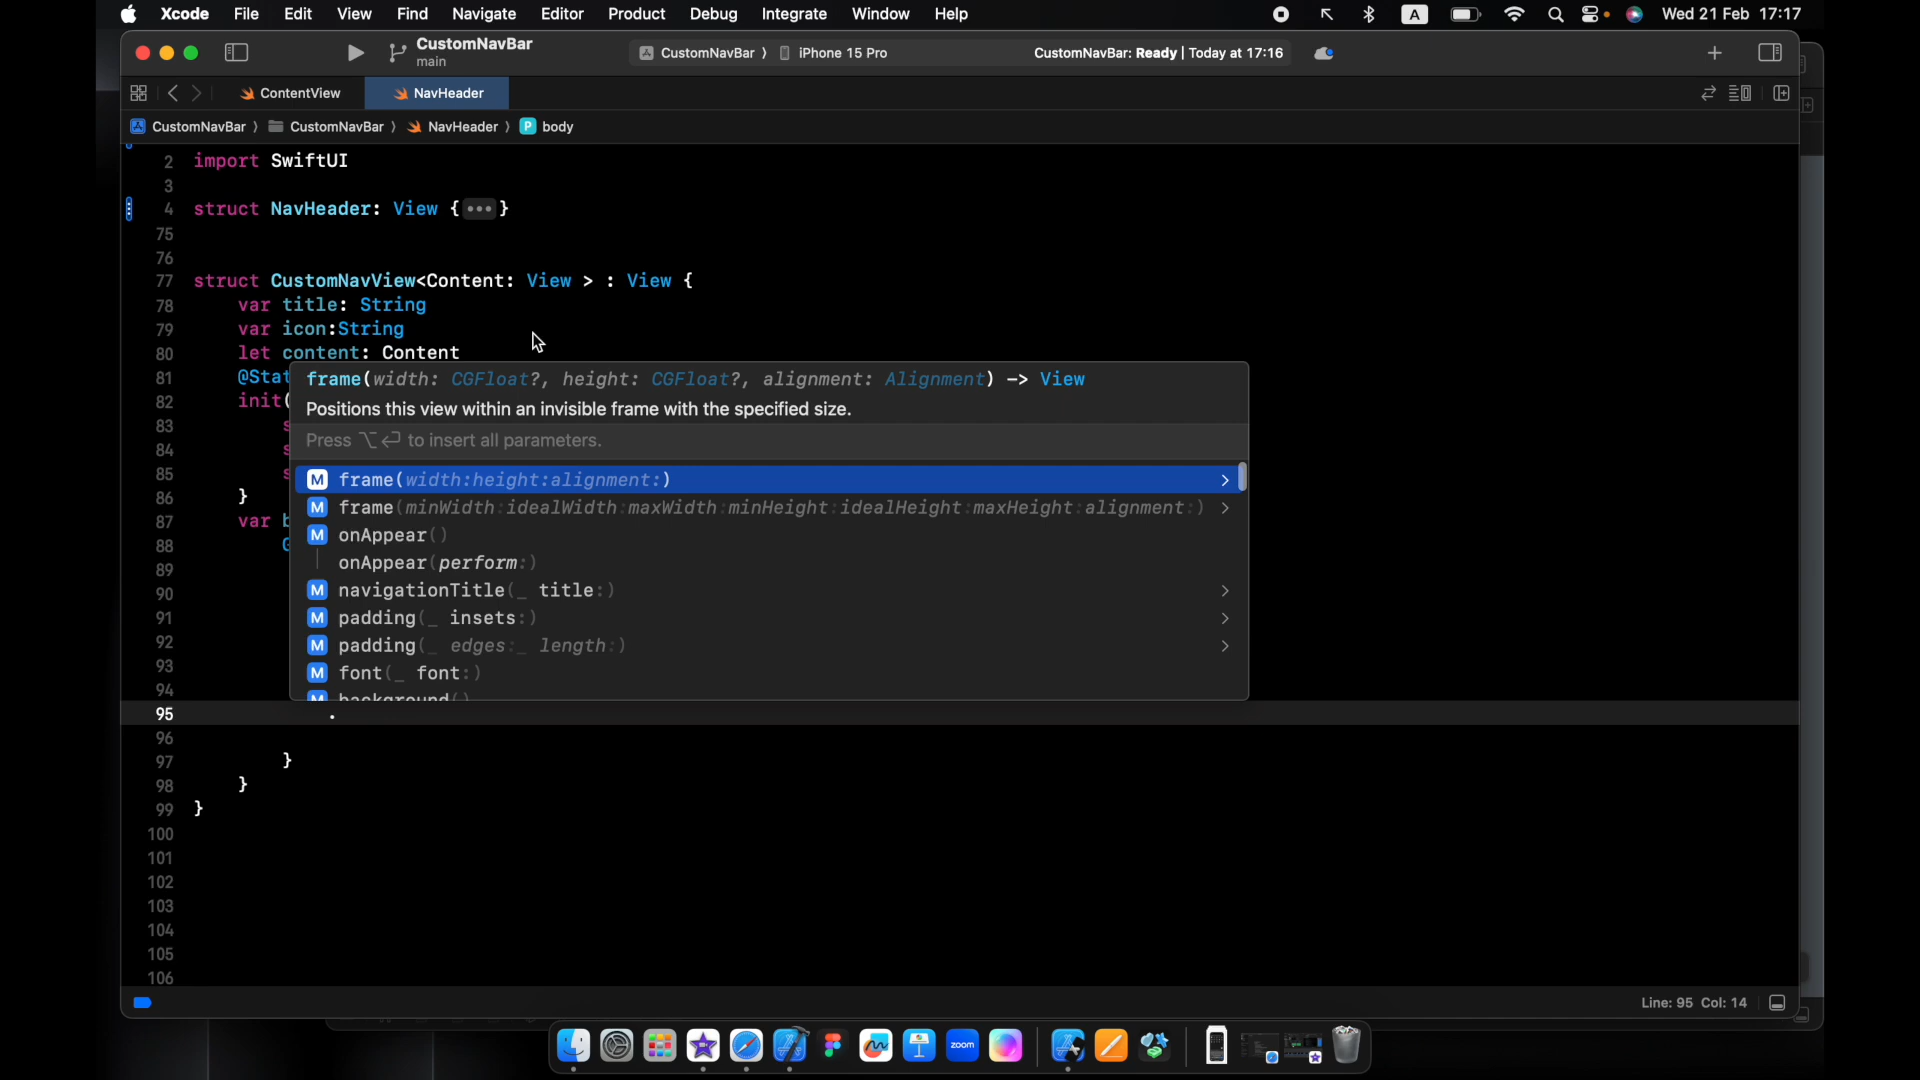 Xcode File Edit View Find Navigate Editor Product Debug Integrate Window Help A Wed 21 Feb 17:17
CustomNavBar
main
CustomNavBar 〉 iPhone 15 Pro CustomNavBar: Ready | Today at 17:16
ContentView NavHeader
CustomNavBar 〉 CustomNavBar 〉 NavHeader 〉 P body
2 import SwiftUI
3
4 struct NavHeader: View {•••}
75
76
77 struct CustomNavView<Content: View > : View {
78 var title: String
79 var icon:String
80 let content: Content
81 @Stat
82 init(
83 s
84 s
85 s
86 }
87 var b
88 G
89
90
91
92
93
94
frame(width: CGFloat?, height: CGFloat?, alignment: Alignment) -> View
Positions this view within an invisible frame with the specified size.
Press ⌥↩ to insert all parameters.
M frame(width:height:alignment:)
M frame(minWidth:idealWidth:maxWidth:minHeight:idealHeight:maxHeight:alignment:)
M onAppear()
onAppear(perform:)
M navigationTitle(_ title:)
M padding(_ insets:)
M padding(_ edges:_ length:)
M font(_ font:)
M background()
95 .
96
97 }
98 }
99 }
100
101
102
103
104
105
106
Line: 95 Col: 14
zoom